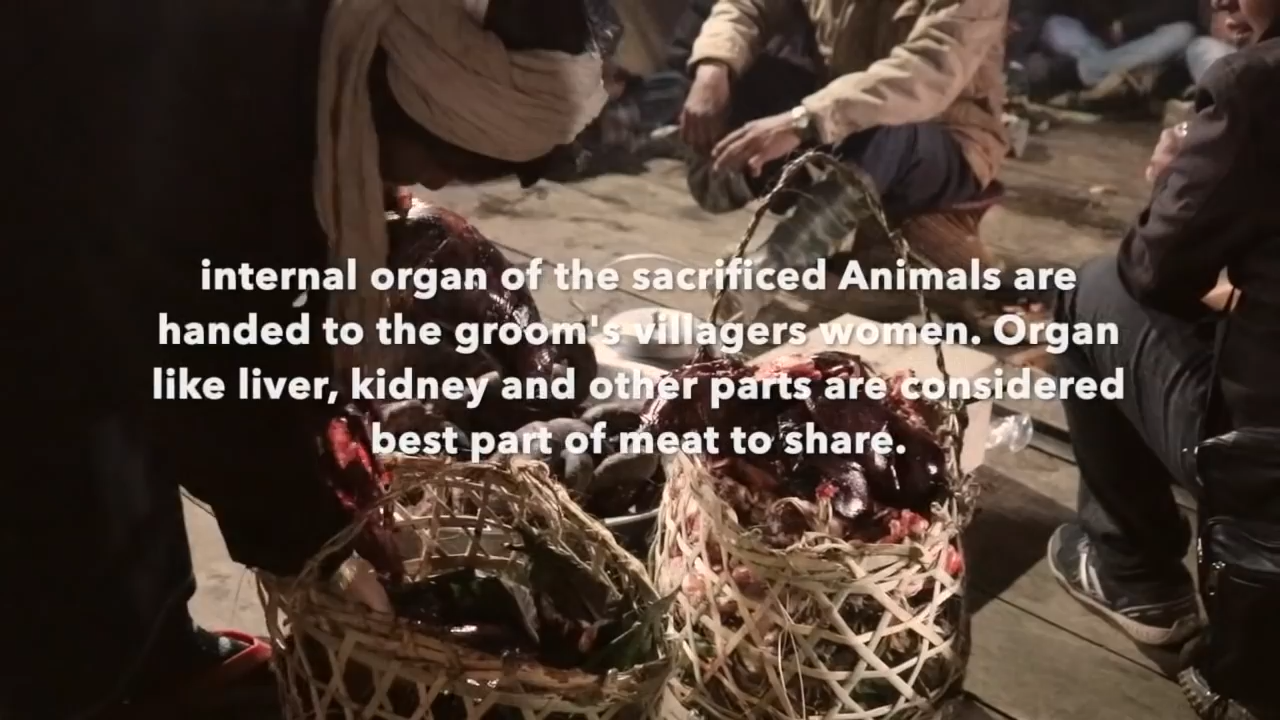 internal organ of the sacrificed Animals are
handed to the groom's villagers women. Organ
like liver, kidney and other parts are considered
best part of meat to share.